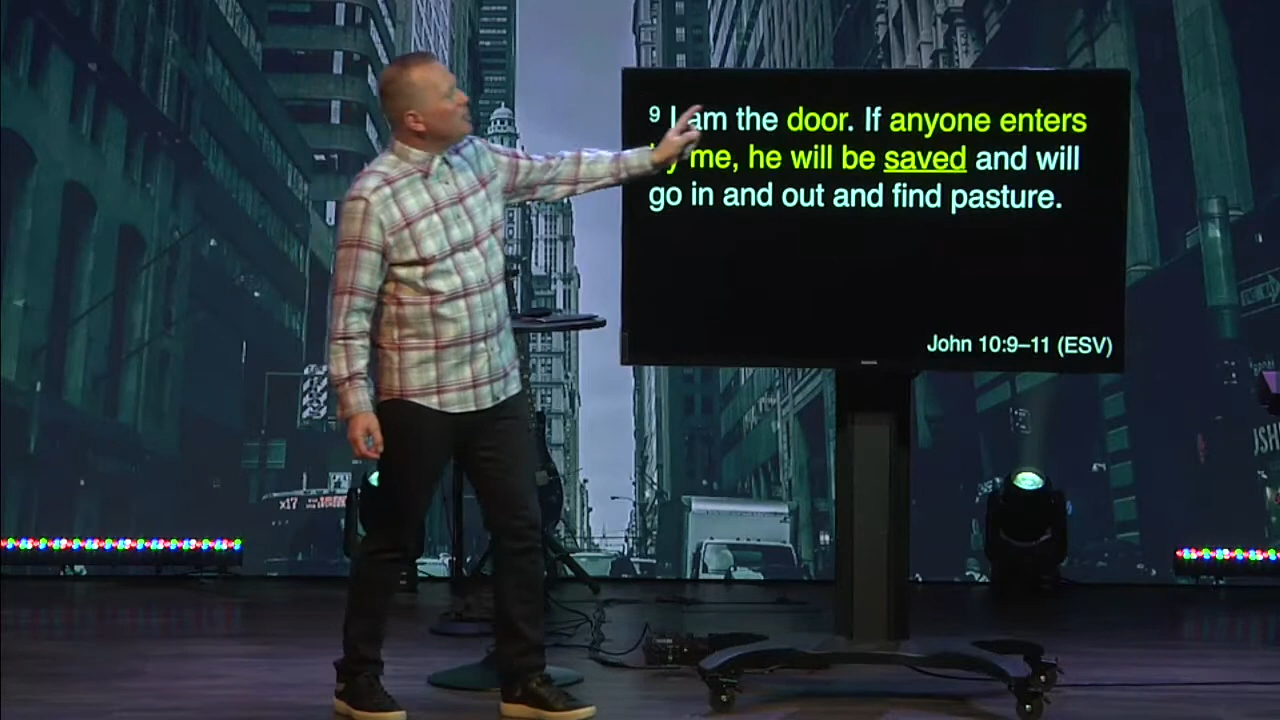 9 I am the door. If anyone enters
by me, he will be saved and will
go in and out and find pasture.
John 10:9–11 (ESV)
x17